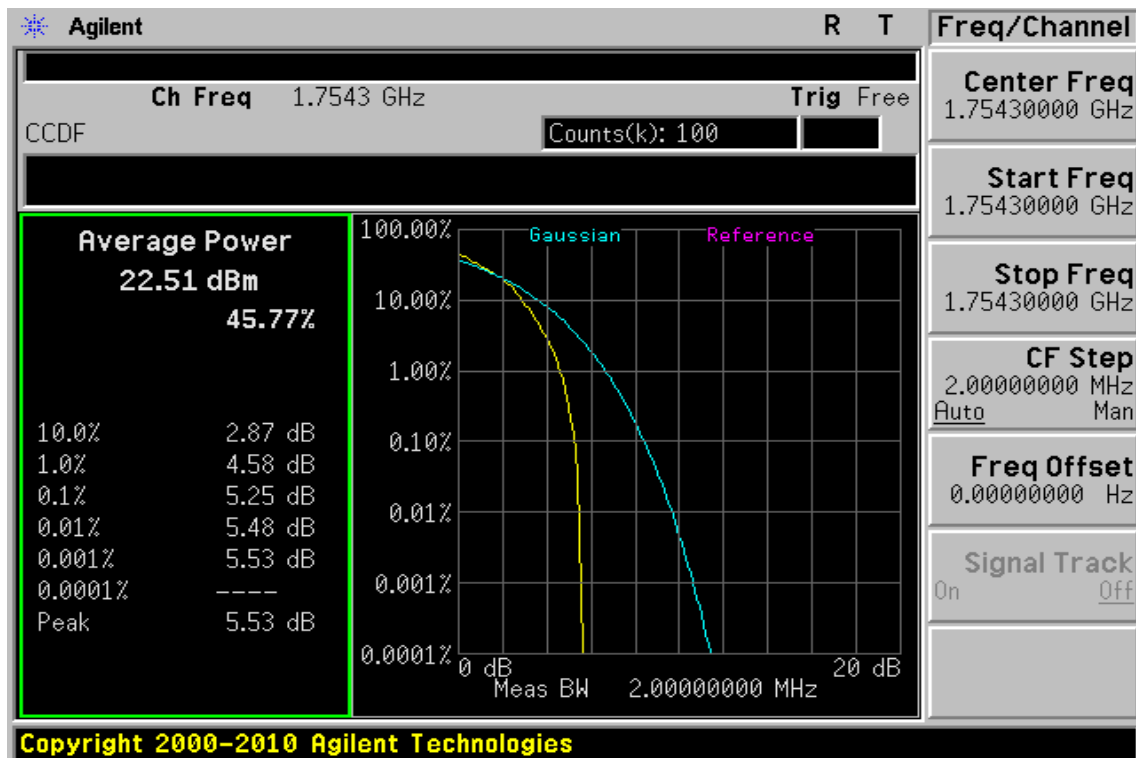 Agilent R T
Ch Freq 1.7543 GHz Trig Free
CCDF Counts(k): 100
Average Power
22.51 dBm
45.77%
10.0% 2.87 dB
1.0% 4.58 dB
0.1% 5.25 dB
0.01% 5.48 dB
0.001% 5.53 dB
0.0001% ----
Peak 5.53 dB
Gaussian Reference
100.00%
10.00%
1.00%
0.10%
0.01%
0.001%
0.0001%
0 dB 20 dB
Meas BW 2.00000000 MHz
Freq/Channel
Center Freq
1.75430000 GHz
Start Freq
1.75430000 GHz
Stop Freq
1.75430000 GHz
CF Step
2.00000000 MHz
Auto Man
Freq Offset
0.00000000 Hz
Signal Track
On Off
Copyright 2000-2010 Agilent Technologies